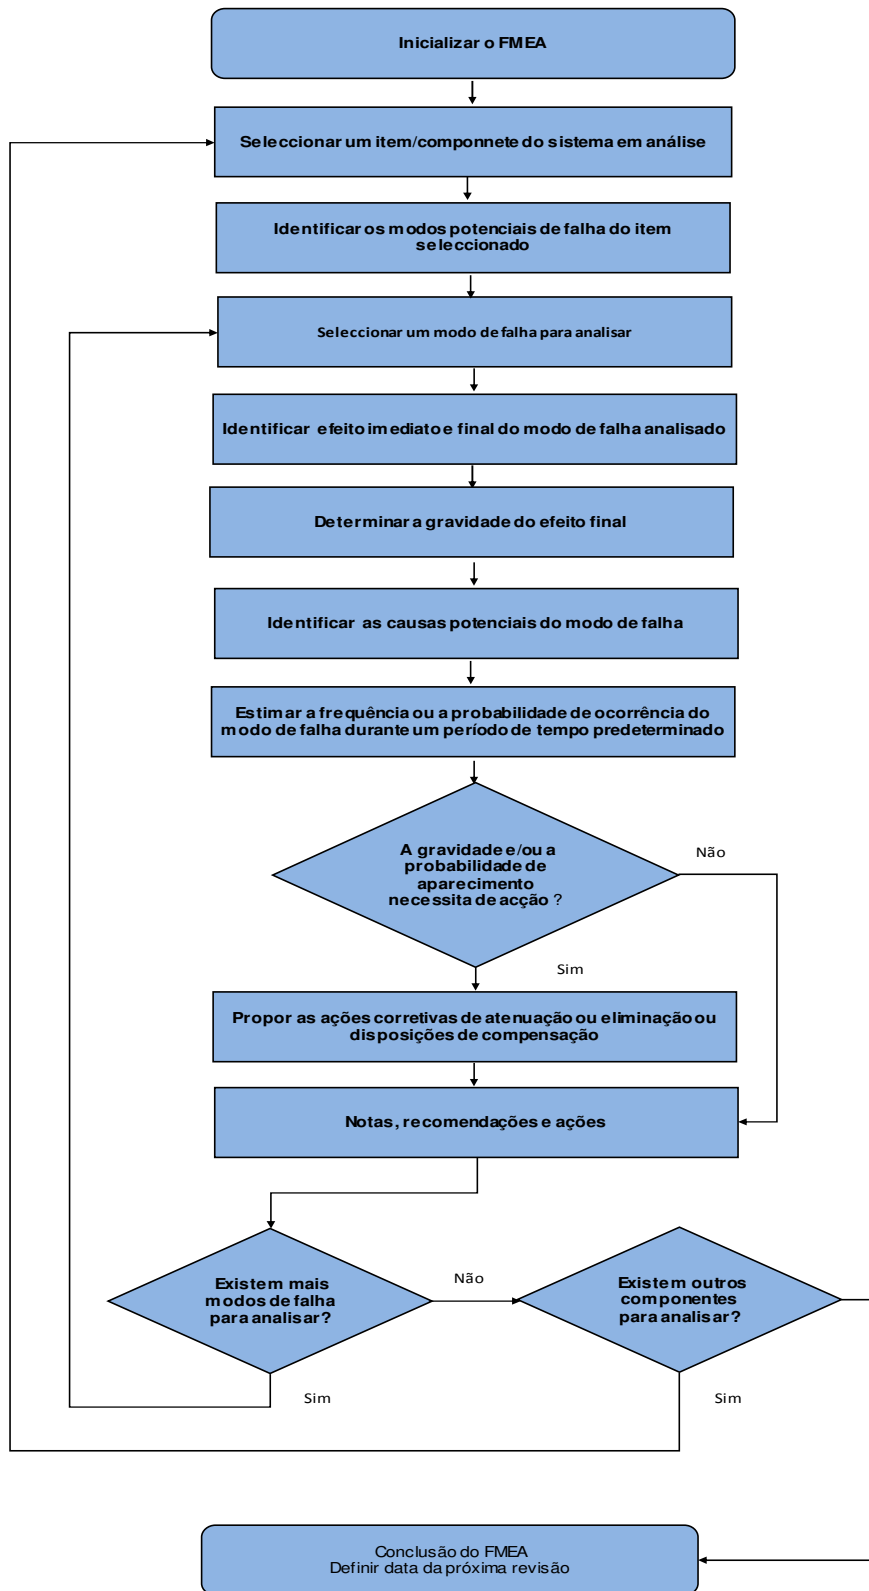 Inicializar o FMEA
Seleccionar um item/componnete do sistema em análise
Identificar os modos potenciais de falha do item
seleccionado
Seleccionar um modo de falha para analisar
Identificar efeito imediato e final do modo de falha analisado
Determinar a gravidade do efeito final
Identificar as causas potenciais do modo de falha
Estimar a frequência ou a probabilidade de ocorrência do
modo de falha durante um período de tempo predeterminado
A gravidade e/ou a
probabilidade de
aparecimento
necessita de acção ?
Não
Sim
Propor as ações corretivas de atenuação ou eliminação ou
disposições de compensação
Notas, recomendações e ações
Existem mais
modos de falha
para analisar?
Não
Existem outros
componentes
para analisar?
Sim
Sim
Conclusão do FMEA
Definir data da próxima revisão